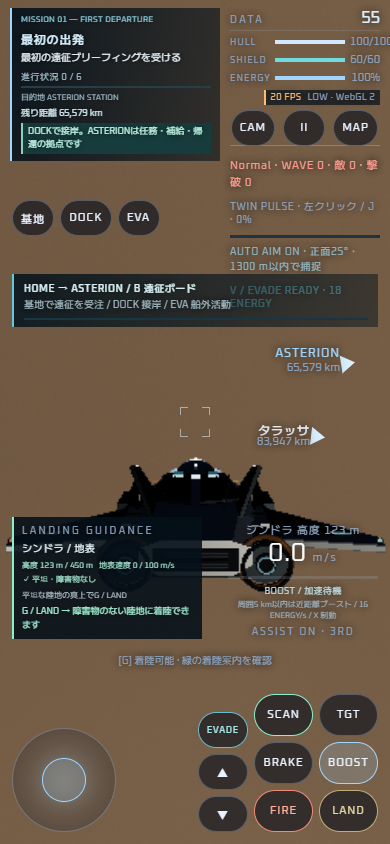 MISSION 01 — FIRST DEPARTURE
最初の出発
最初の遠征ブリーフィングを受ける
進行状況 0 / 6
目的地 ASTERION STATION
残り距離 65,579 km
DOCKで接岸。ASTERIONは任務・補給・帰
還の拠点です
DATA 55
HULL 100/100
SHIELD 60/60
ENERGY 100%
20 FPS LOW · WebGL 2
CAM II MAP
Normal・WAVE 0・敵 0・撃
破 0
TWIN PULSE・左クリック / J
・0%
AUTO AIM ON・正面25°・
1300 m以内で捕捉
V / EVADE READY · 18
ENERGY
基地 DOCK EVA
HOME → ASTERION / B 遠征ボード
基地で遠征を受注 / DOCK 接岸 / EVA 船外活動
ASTERION
65,579 km
タラッサ
83,947 km
LANDING GUIDANCE
シンドラ / 地表
高度 123 m / 450 m 地表速度 0 / 100 m/s
✓ 平坦・障害物なし
平坦な陸地の真上でG / LAND
G / LAND → 障害物のない陸地に着陸でき
ます
シンドラ 高度 123 m
0.0 m/s
BOOST / 加速待機
周囲5 km以内は近距離ブースト / 16
ENERGY/s / X 制動
ASSIST ON · 3RD
[G] 着陸可能・緑の着陸案内を確認
EVADE SCAN TGT
▲ BRAKE BOOST
▼ FIRE LAND